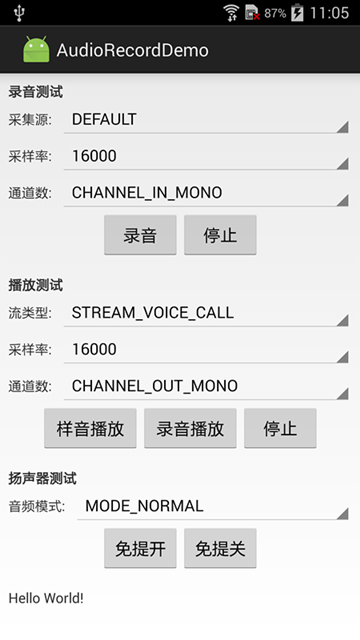 87% 11:05
AudioRecordDemo
录音测试
采集源: DEFAULT
采样率: 16000
通道数: CHANNEL_IN_MONO
录音 停止
播放测试
流类型: STREAM_VOICE_CALL
采样率: 16000
通道数: CHANNEL_OUT_MONO
样音播放 录音播放 停止
扬声器测试
音频模式: MODE_NORMAL
免提开 免提关
Hello World!